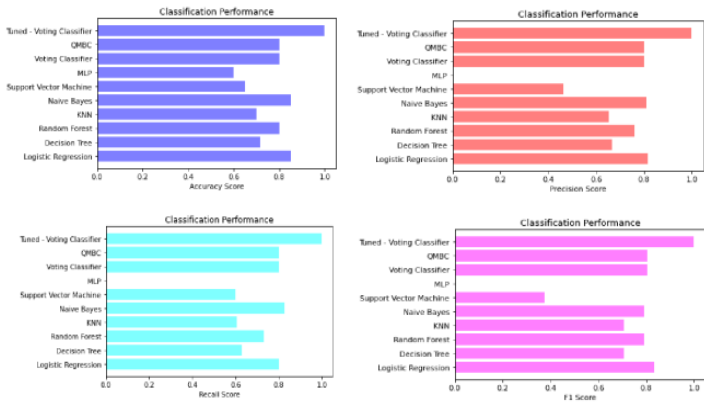 Classification Performance
Tuned - Voting Classifier
QMBC
Voting Classifier
MLP
Support Vector Machine
Naive Bayes
KNN
Random Forest
Decision Tree
Logistic Regression
0.0 0.2 0.4 0.6 0.8 1.0
Accuracy Score
Classification Performance
Tuned - Voting Classifier
QMBC
Voting Classifier
MLP
Support Vector Machine
Naive Bayes
KNN
Random Forest
Decision Tree
Logistic Regression
0.0 0.2 0.4 0.6 0.8 1.0
Precision Score
Classification Performance
Tuned - Voting Classifier
QMBC
Voting Classifier
MLP
Support Vector Machine
Naive Bayes
KNN
Random Forest
Decision Tree
Logistic Regression
0.0 0.2 0.4 0.6 0.8 1.0
Recall Score
Classification Performance
Tuned - Voting Classifier
QMBC
Voting Classifier
MLP
Support Vector Machine
Naive Bayes
KNN
Random Forest
Decision Tree
Logistic Regression
0.0 0.2 0.4 0.6 0.8 1.0
F1 Score